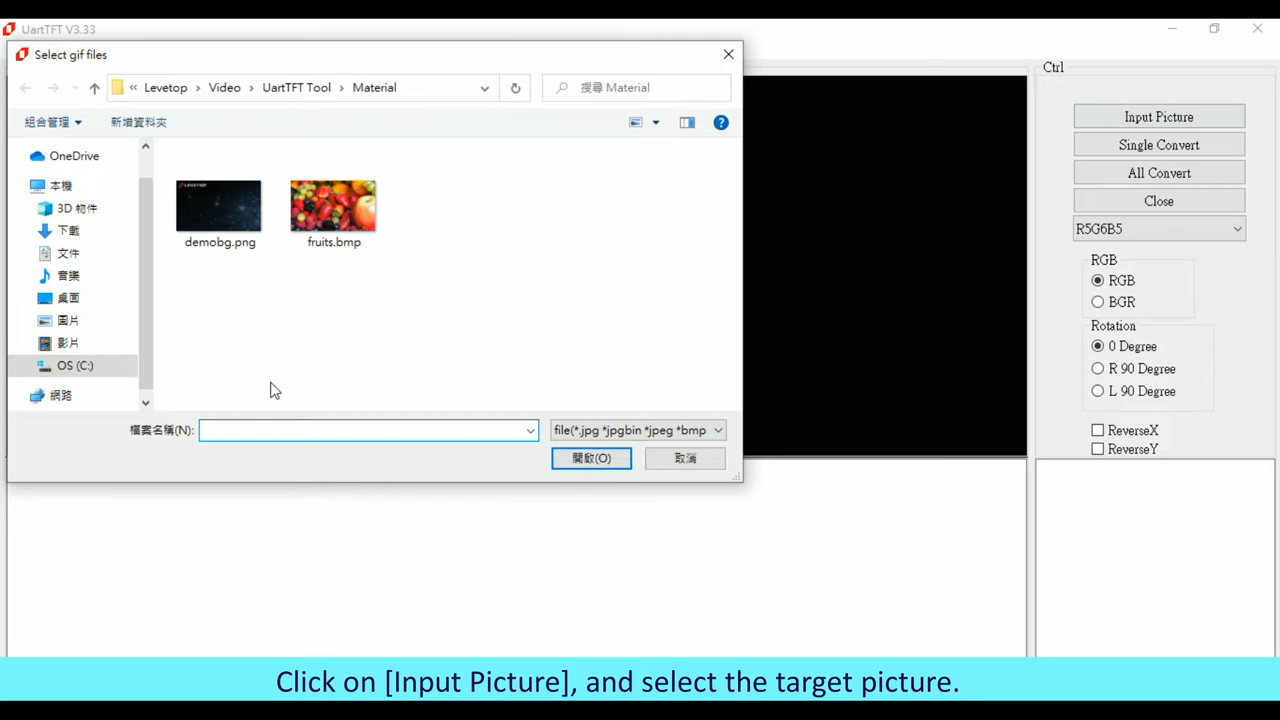 UartTFT V3.33
Select gif files
« Levetop › Video › UartTFT Tool › Material
搜尋 Material
組合管理
新增資料夾
OneDrive
本機
3D 物件
下載
文件
音樂
桌面
圖片
影片
OS (C:)
網路
demobg.png
fruits.bmp
檔案名稱(N):
file(*.jpg *jpgbin *jpeg *bmp
開啟(O)
取消
Ctrl
Input Picture
Single Convert
All Convert
Close
R5G6B5
RGB
RGB
BGR
Rotation
0 Degree
R 90 Degree
L 90 Degree
ReverseX
ReverseY
Click on [Input Picture], and select the target picture.